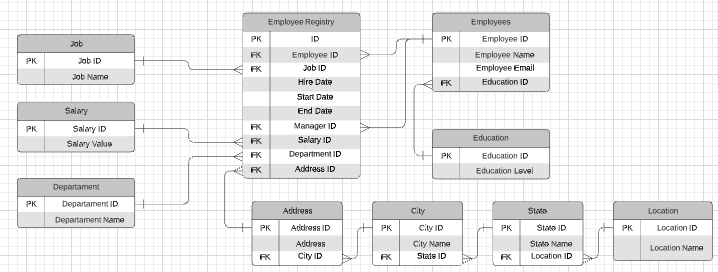 Employee Registry
PK ID
FK Employee ID
FK Job ID
Hire Date
Start Date
End Date
FK Manager ID
FK Salary ID
FK Department ID
FK Address ID
Employees
PK Employee ID
Employee Name
Employee Email
FK Education ID
Job
PK Job ID
Job Name
Salary
PK Salary ID
Salary Value
Departament
PK Departament ID
Departament Name
Education
PK Education ID
Education Level
Address
PK Address ID
Address
FK City ID
City
PK City ID
City Name
FK State ID
State
PK State ID
State Name
FK Location ID
Location
PK Location ID
Location Name